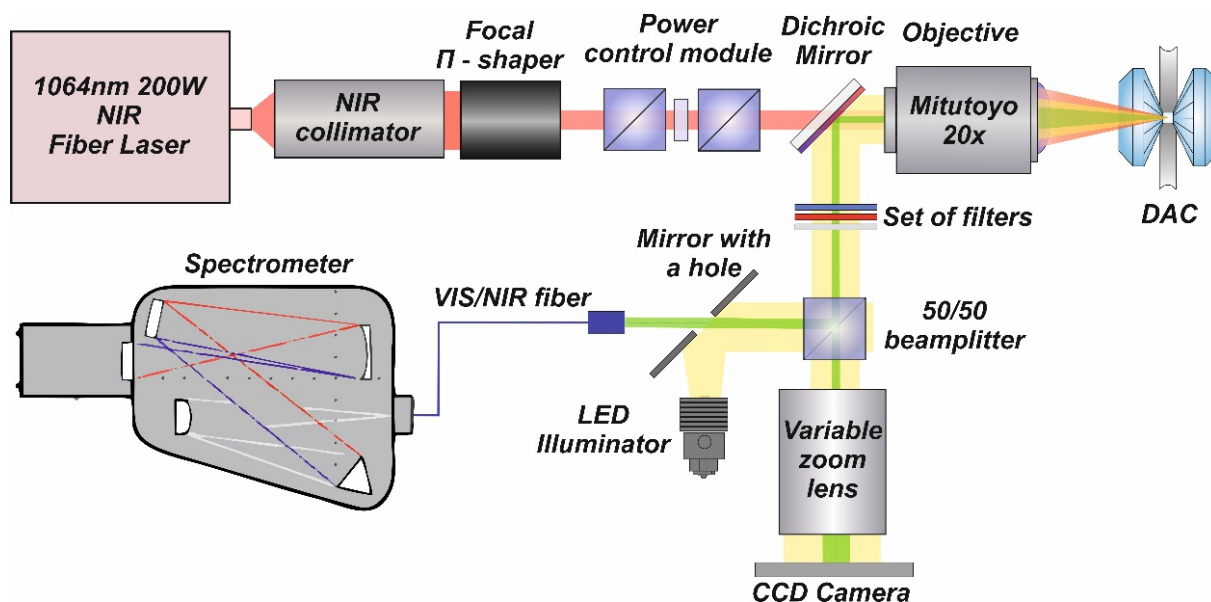 1064nm 200W
NIR
Fiber Laser
NIR
collimator
Focal
Π - shaper
Power
control module
Dichroic
Mirror
Objective
Mitutoyo
20x
DAC
Set of filters
Mirror with
a hole
Spectrometer
VIS/NIR fiber
50/50
beamplitter
LED
Illuminator
Variable
zoom
lens
CCD Camera